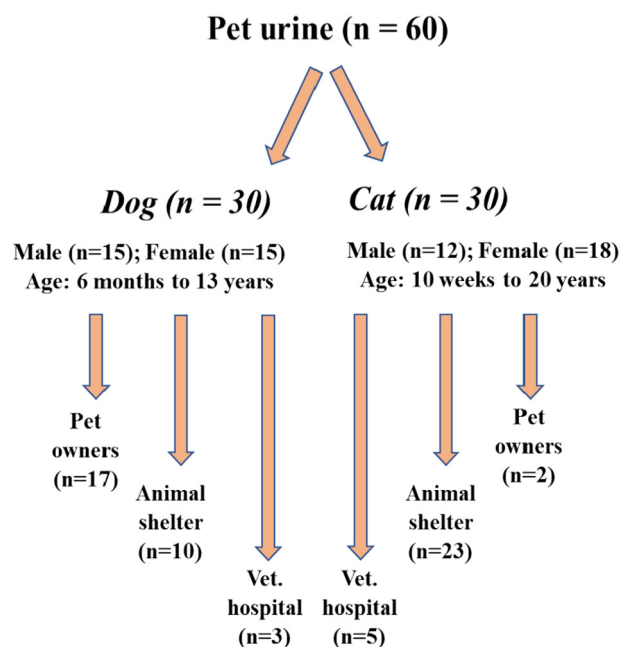 Pet urine (n = 60)
Dog (n = 30)
Cat (n = 30)
Male (n=15); Female (n=15)
Age: 6 months to 13 years
Male (n=12); Female (n=18)
Age: 10 weeks to 20 years
Pet
owners
(n=17)
Animal
shelter
(n=10)
Vet.
hospital
(n=3)
Vet.
hospital
(n=5)
Animal
shelter
(n=23)
Pet
owners
(n=2)